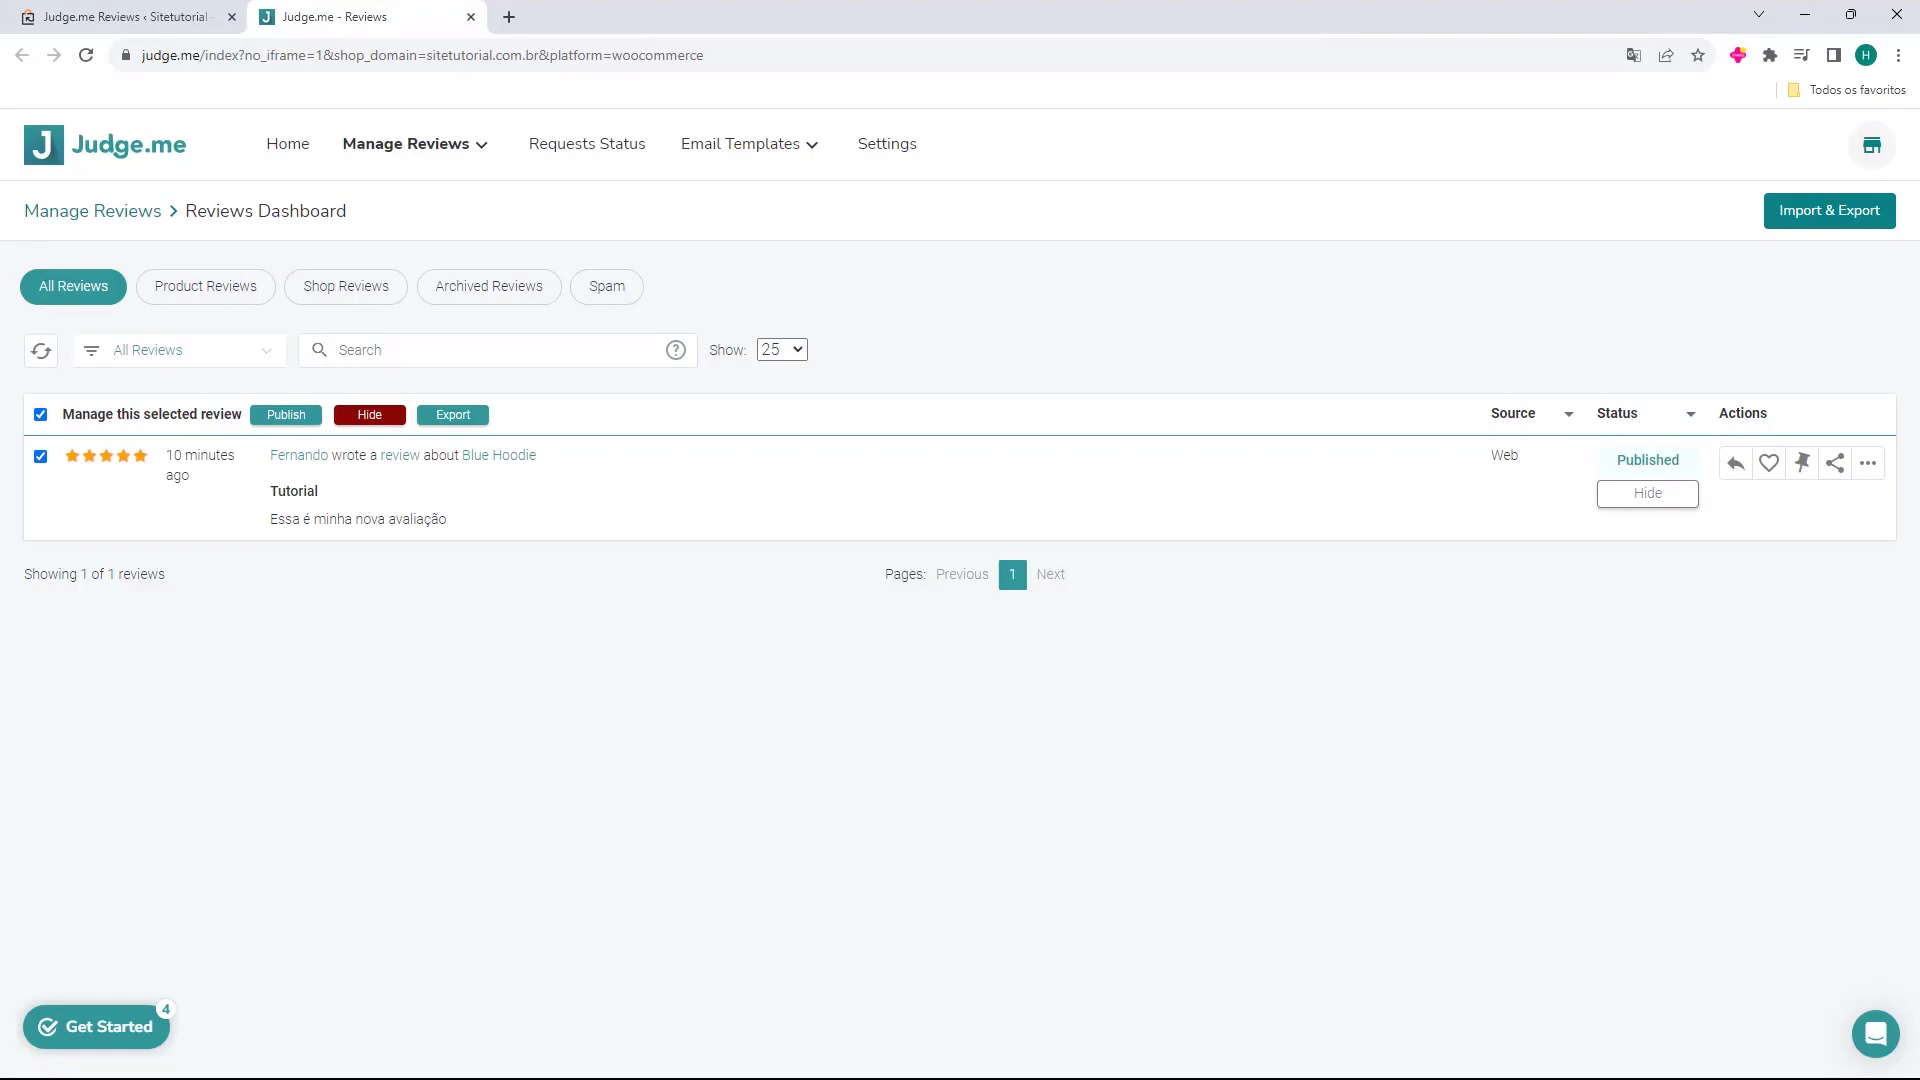 Judge.me Reviews ‹ Sitetutorial
Judge.me - Reviews
judge.me/index?no_iframe=1&shop_domain=sitetutorial.com.br&platform=woocommerce
H
Todos os favoritos
J Judge.me
Home
Manage Reviews
Requests Status
Email Templates
Settings
Manage Reviews > Reviews Dashboard
Import & Export
All Reviews
Product Reviews
Shop Reviews
Archived Reviews
Spam
All Reviews
Search
Show: 25
Manage this selected review
Publish
Hide
Export
Source
Status
Actions
10 minutes
ago
Fernando wrote a review about Blue Hoodie
Tutorial
Essa é minha nova avaliação
Web
Published
Hide
Showing 1 of 1 reviews
Pages: Previous 1 Next
Get Started
4